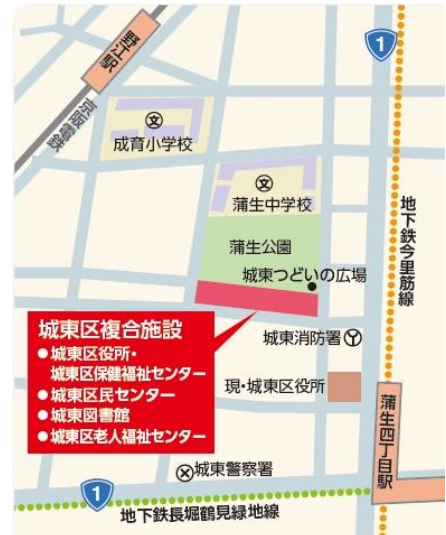 1
野江駅
京阪電鉄
文
成育小学校
文
蒲生中学校
地下鉄今里筋線
蒲生公園
城東つどいの広場
城東区複合施設
●城東区役所・
城東区保健福祉センター
●城東区民センター
●城東図書館
●城東区老人福祉センター
城東消防署
現・城東区役所
蒲生四丁目駅
城東警察署
1
地下鉄長堀鶴見緑地線